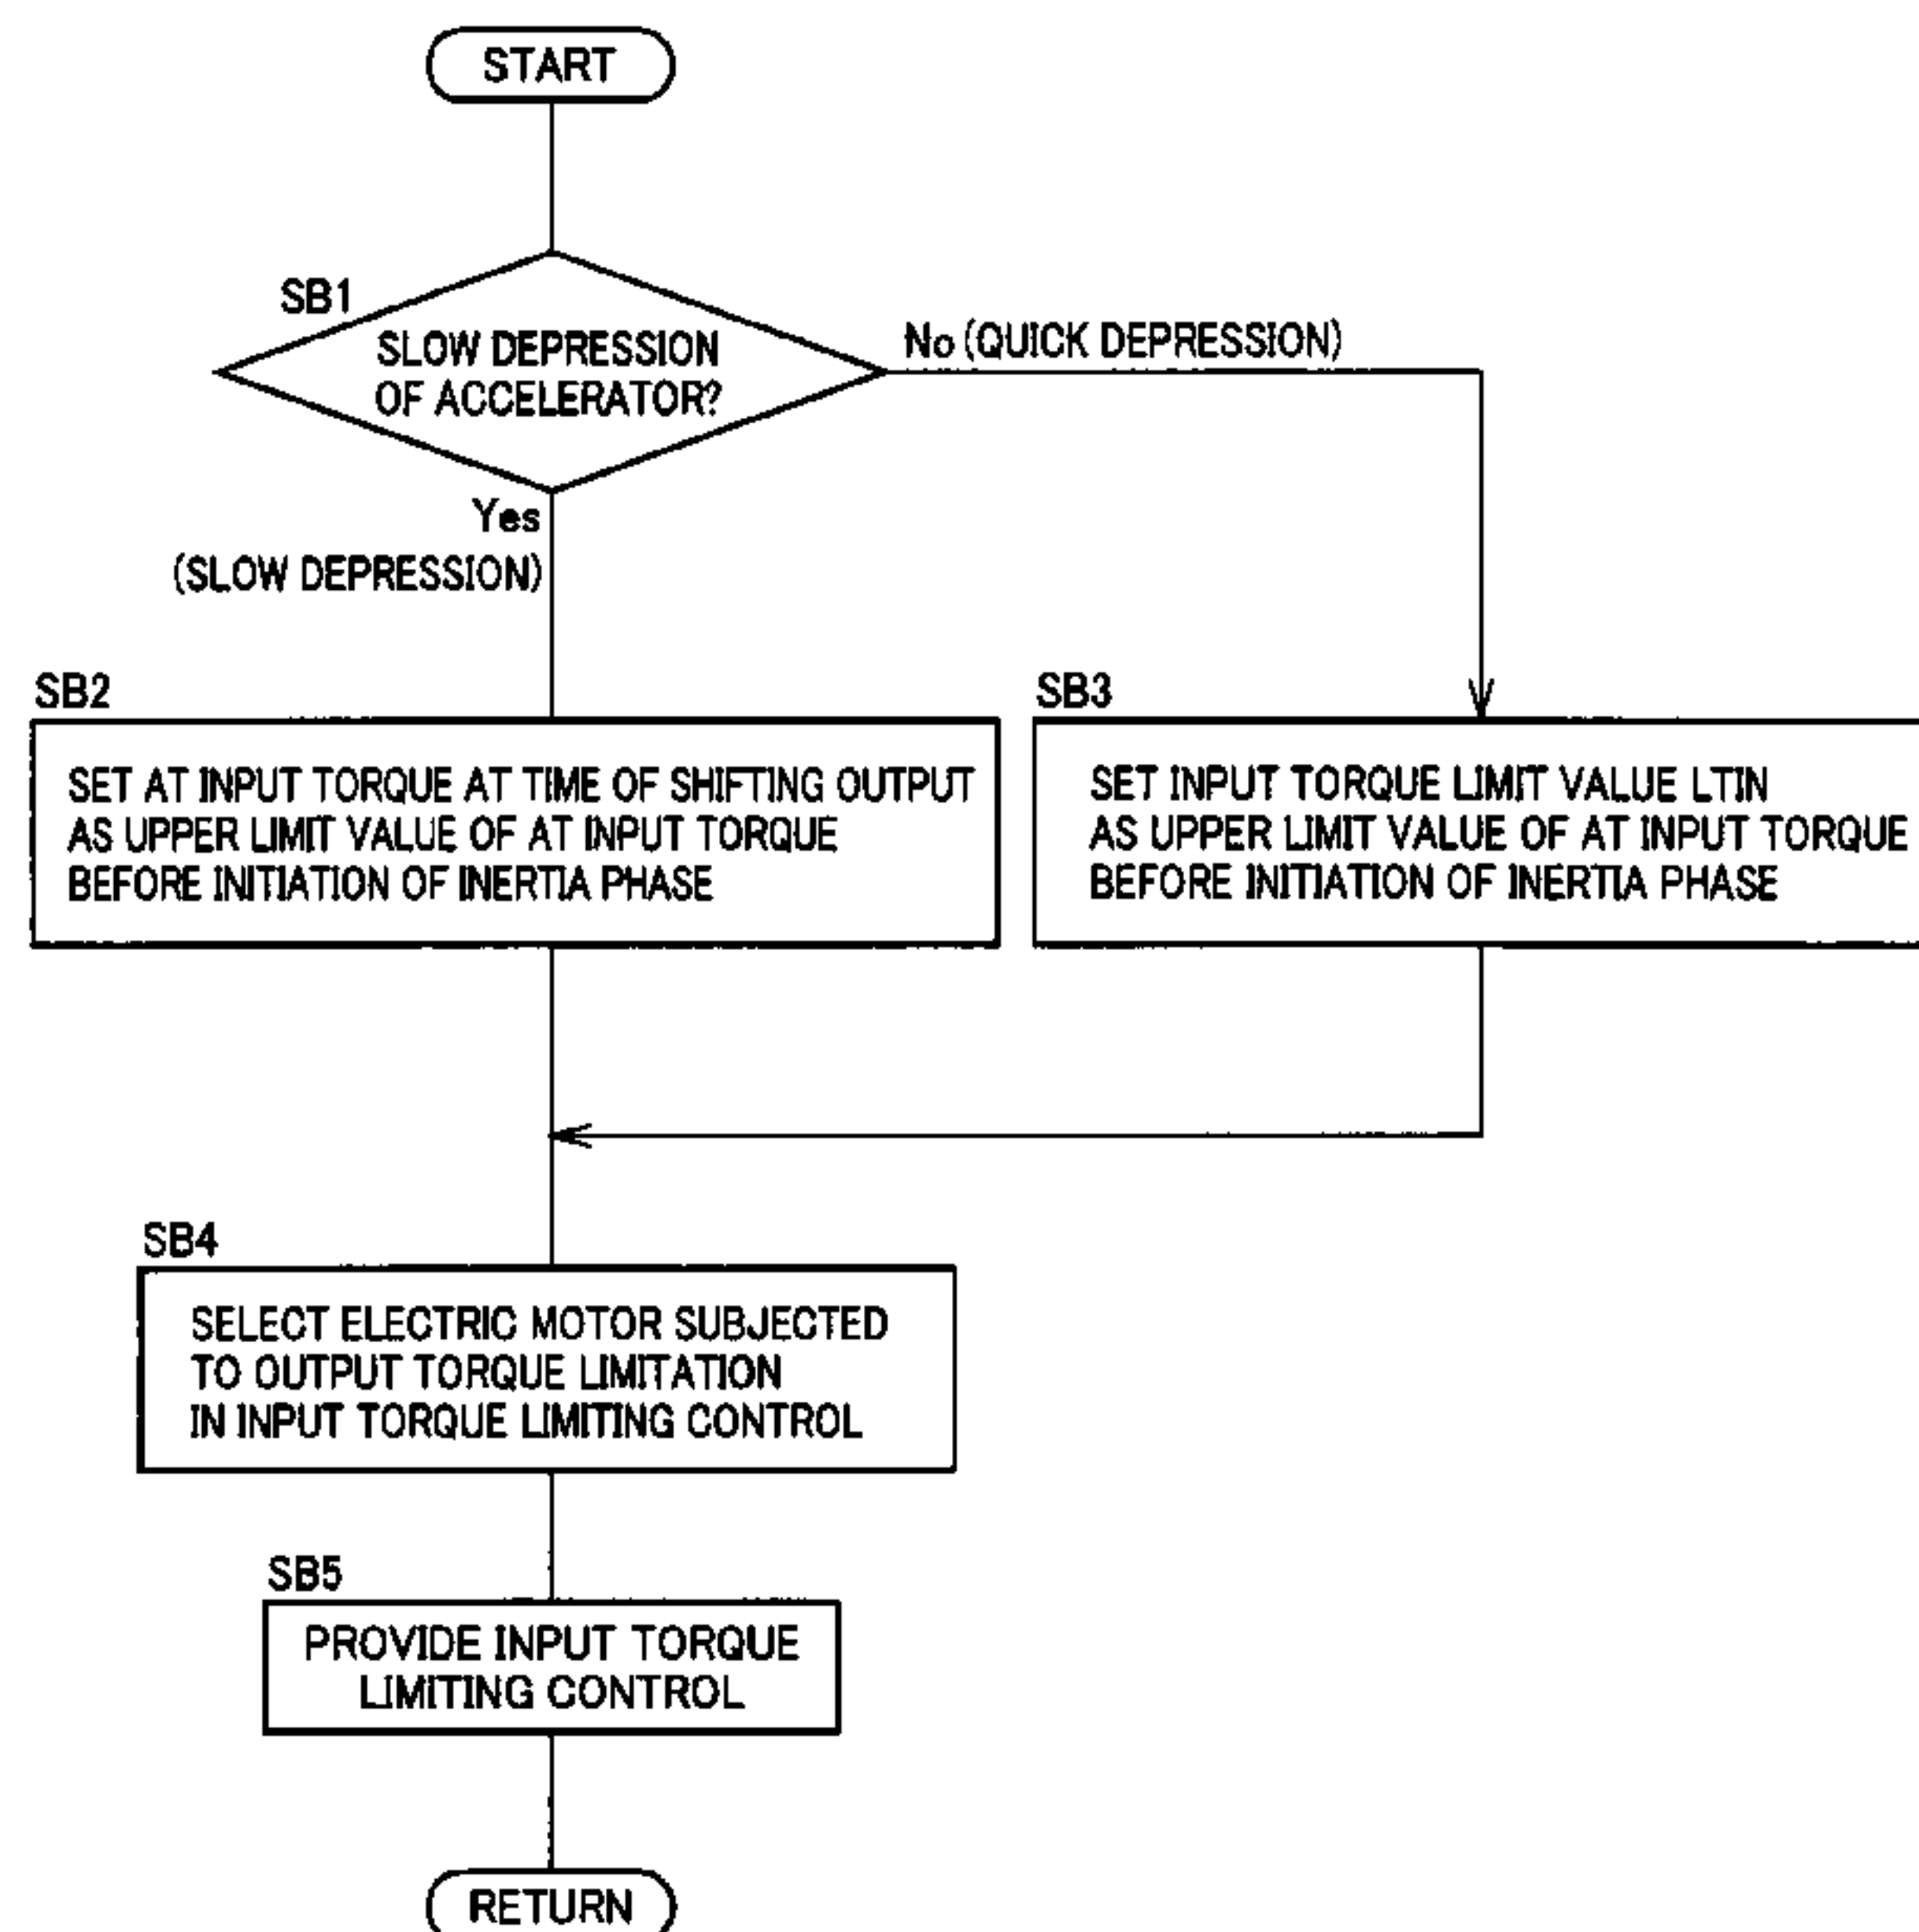 START
SB1
SLOW DEPRESSION
OF ACCELERATOR?
No (QUICK DEPRESSION)
Yes
(SLOW DEPRESSION)
SB2
SET AT INPUT TORQUE AT TIME OF SHIFTING OUTPUT
AS UPPER LIMIT VALUE OF AT INPUT TORQUE
BEFORE INITIATION OF INERTIA PHASE
SB3
SET INPUT TORQUE LIMIT VALUE LTIN
AS UPPER LIMIT VALUE OF AT INPUT TORQUE
BEFORE INITIATION OF INERTIA PHASE
SB4
SELECT ELECTRIC MOTOR SUBJECTED
TO OUTPUT TORQUE LIMITATION
IN INPUT TORQUE LIMITING CONTROL
SB5
PROVIDE INPUT TORQUE
LIMITING CONTROL
RETURN